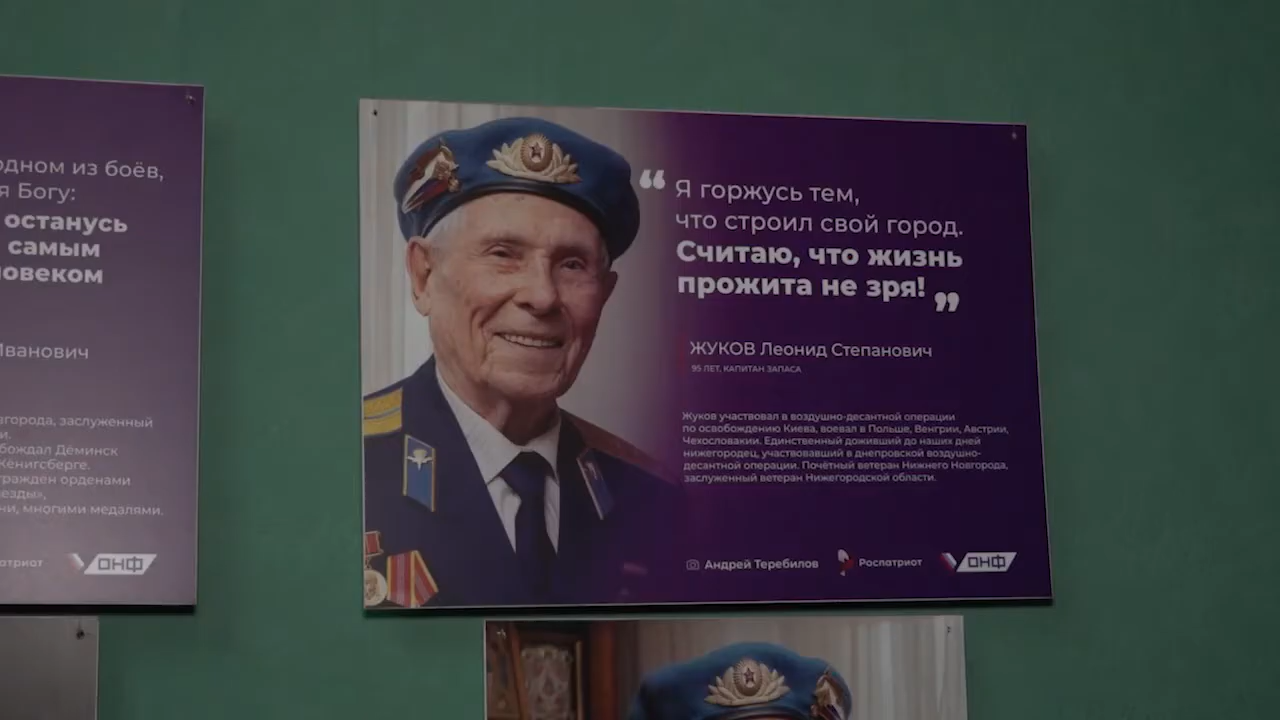 одном из боёв,
я Богу:
останусь
самым
ловеком
Иванович
города, заслуженный
и.
бождал Дёминск
Кенигсберге.
гражден орденами
езды»,
чи, многими медалями.
атриот
ОНФ
“ Я горжусь тем,
что строил свой город.
Считаю, что жизнь
прожита не зря! ”
ЖУКОВ Леонид Степанович
95 ЛЕТ, КАПИТАН ЗАПАСА
Жуков участвовал в воздушно-десантной операции
по освобождению Киева, воевал в Польше, Венгрии, Австрии,
Чехословакии. Единственный доживший до наших дней
нижегородец, участвовавший в днепровской воздушно-
десантной операции. Почётный ветеран Нижнего Новгорода,
заслуженный ветеран Нижегородской области.
Андрей Теребилов
Роспатриот
ОНФ